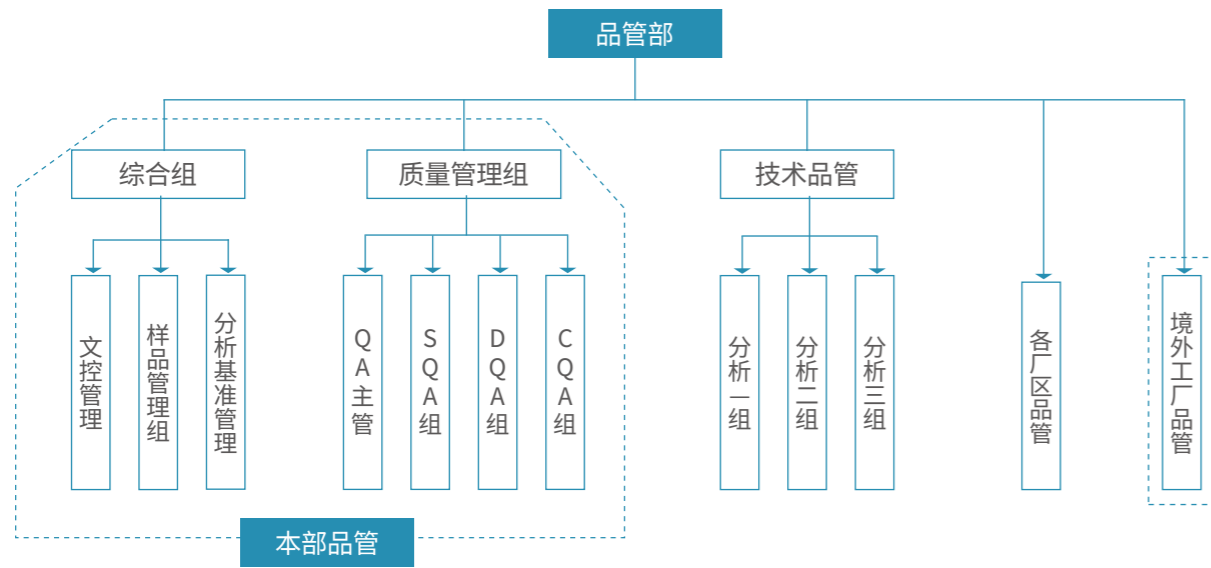 品管部
综合组
质量管理组
技术品管
文控管理
样品管理组
分析基准管理
QA主管
SQA组
DQA组
CQA组
分析一组
分析二组
分析三组
各厂区品管
境外工厂品管
本部品管